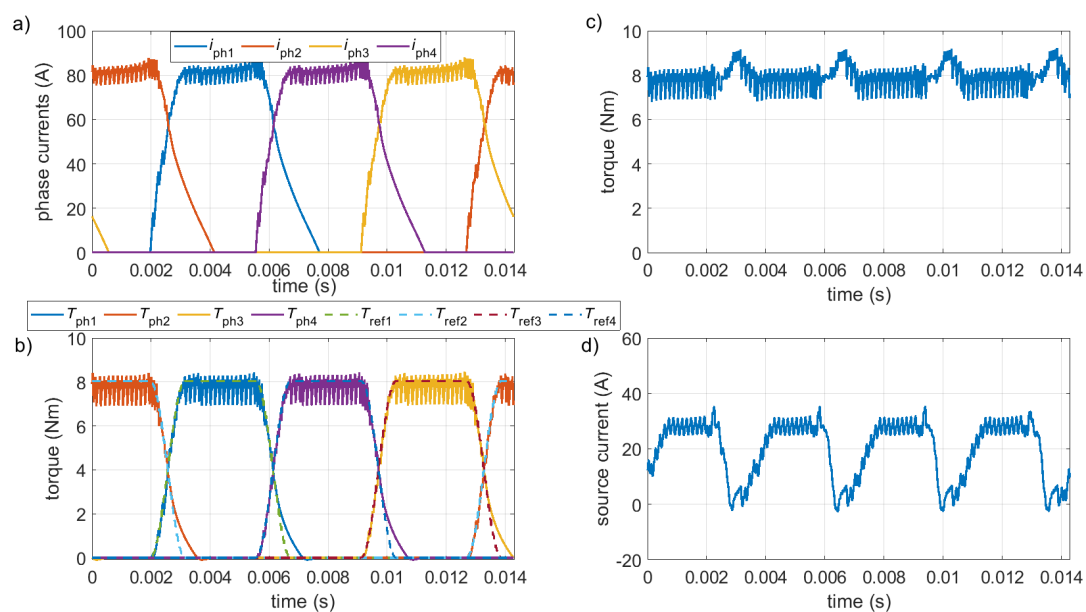 a)
100
80
60
40
20
0
phase currents (A)
i_ph1 i_ph2 i_ph3 i_ph4
0 0.002 0.004 0.006 0.008 0.01 0.012 0.014
time (s)
c)
10
8
6
4
2
0
torque (Nm)
0 0.002 0.004 0.006 0.008 0.01 0.012 0.014
time (s)
T_ph1 T_ph2 T_ph3 T_ph4 T_ref1 T_ref2 T_ref3 T_ref4
b)
10
8
6
4
2
0
torque (Nm)
0 0.002 0.004 0.006 0.008 0.01 0.012 0.014
time (s)
d)
60
40
20
0
-20
source current (A)
0 0.002 0.004 0.006 0.008 0.01 0.012 0.014
time (s)